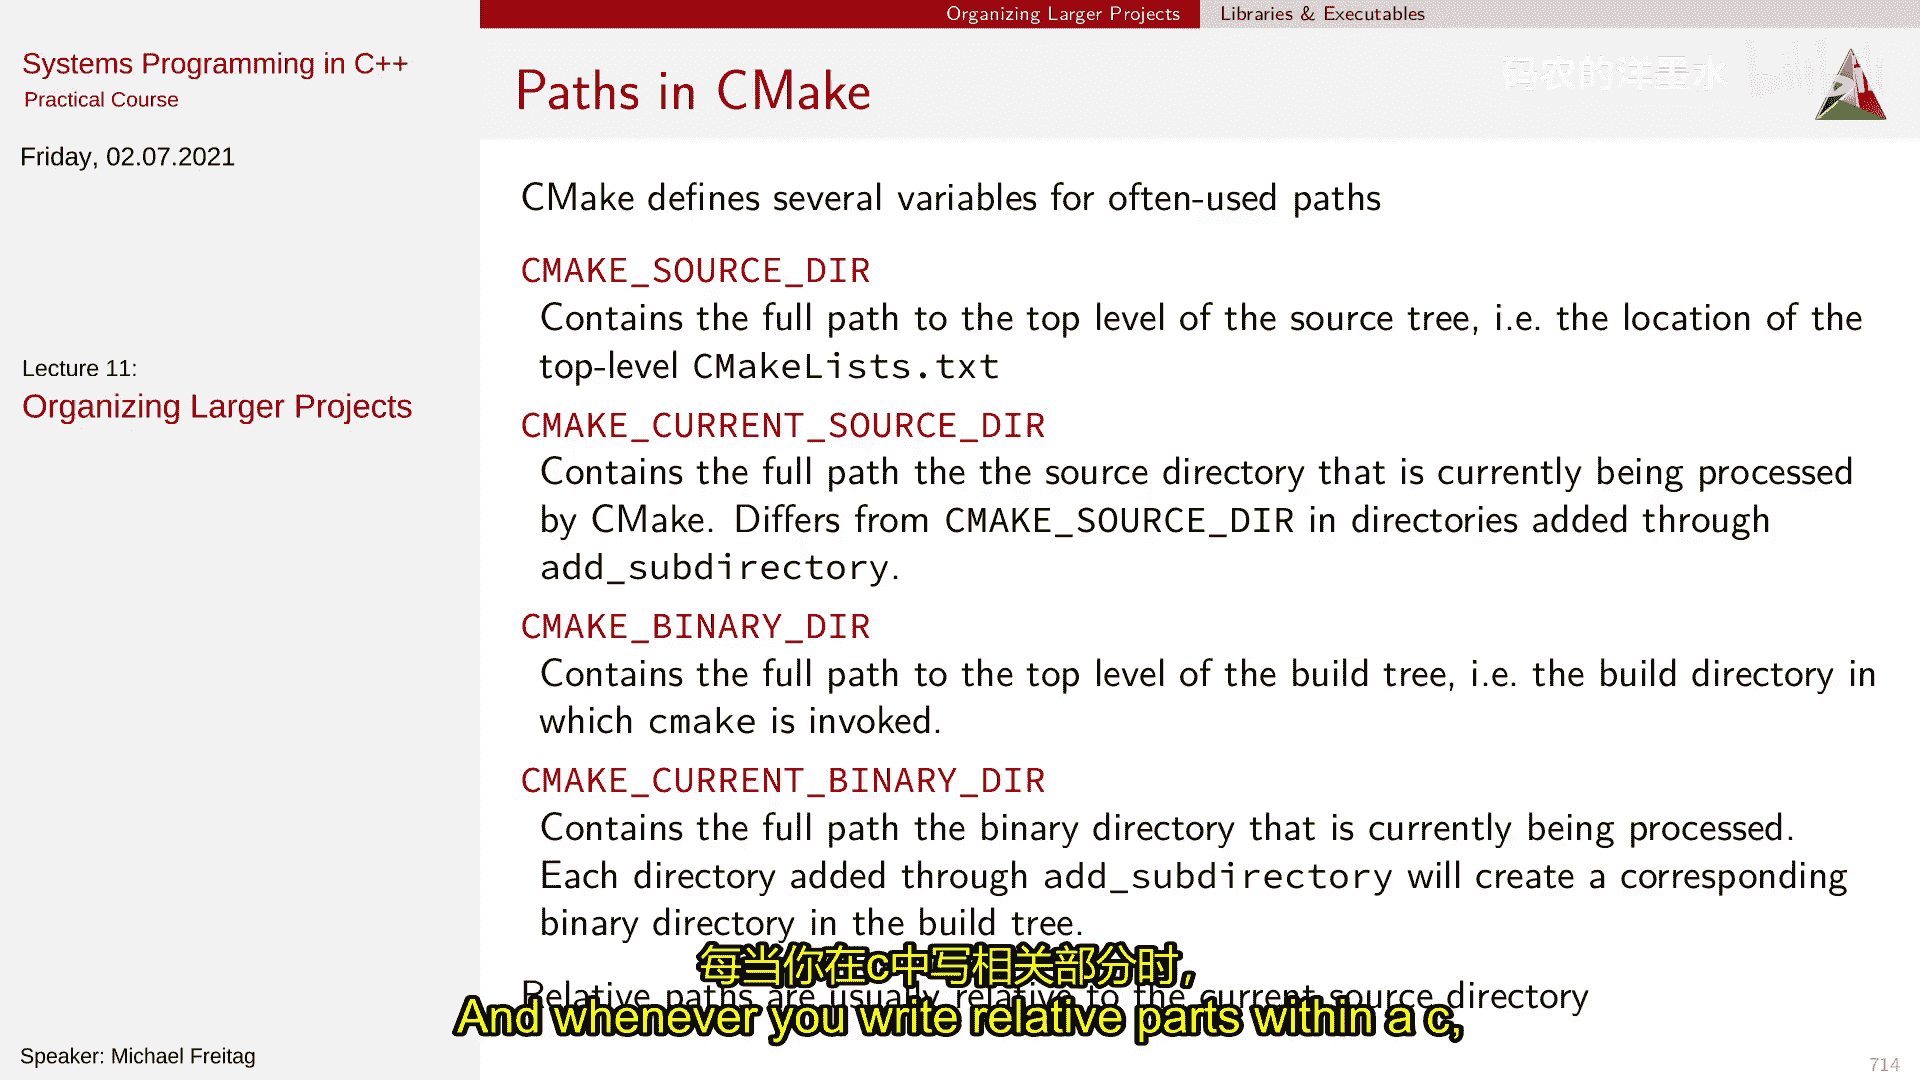 Organizing Larger Projects
Libraries & Executables
Systems Programming in C++
Practical Course
Friday, 02.07.2021
Lecture 11:
Organizing Larger Projects
Speaker: Michael Freitag
Paths in CMake
码农的洋墨水
CMake defines several variables for often-used paths
CMAKE_SOURCE_DIR
Contains the full path to the top level of the source tree, i.e. the location of the
top-level CMakeLists.txt
CMAKE_CURRENT_SOURCE_DIR
Contains the full path the the source directory that is currently being processed
by CMake. Differs from CMAKE_SOURCE_DIR in directories added through
add_subdirectory.
CMAKE_BINARY_DIR
Contains the full path to the top level of the build tree, i.e. the build directory in
which cmake is invoked.
CMAKE_CURRENT_BINARY_DIR
Contains the full path the binary directory that is currently being processed.
Each directory added through add_subdirectory will create a corresponding
binary directory in the build tree.
Relative paths are usually relative to the current source directory
每当你在c中写相关部分时,
And whenever you write relative parts within a c,
714